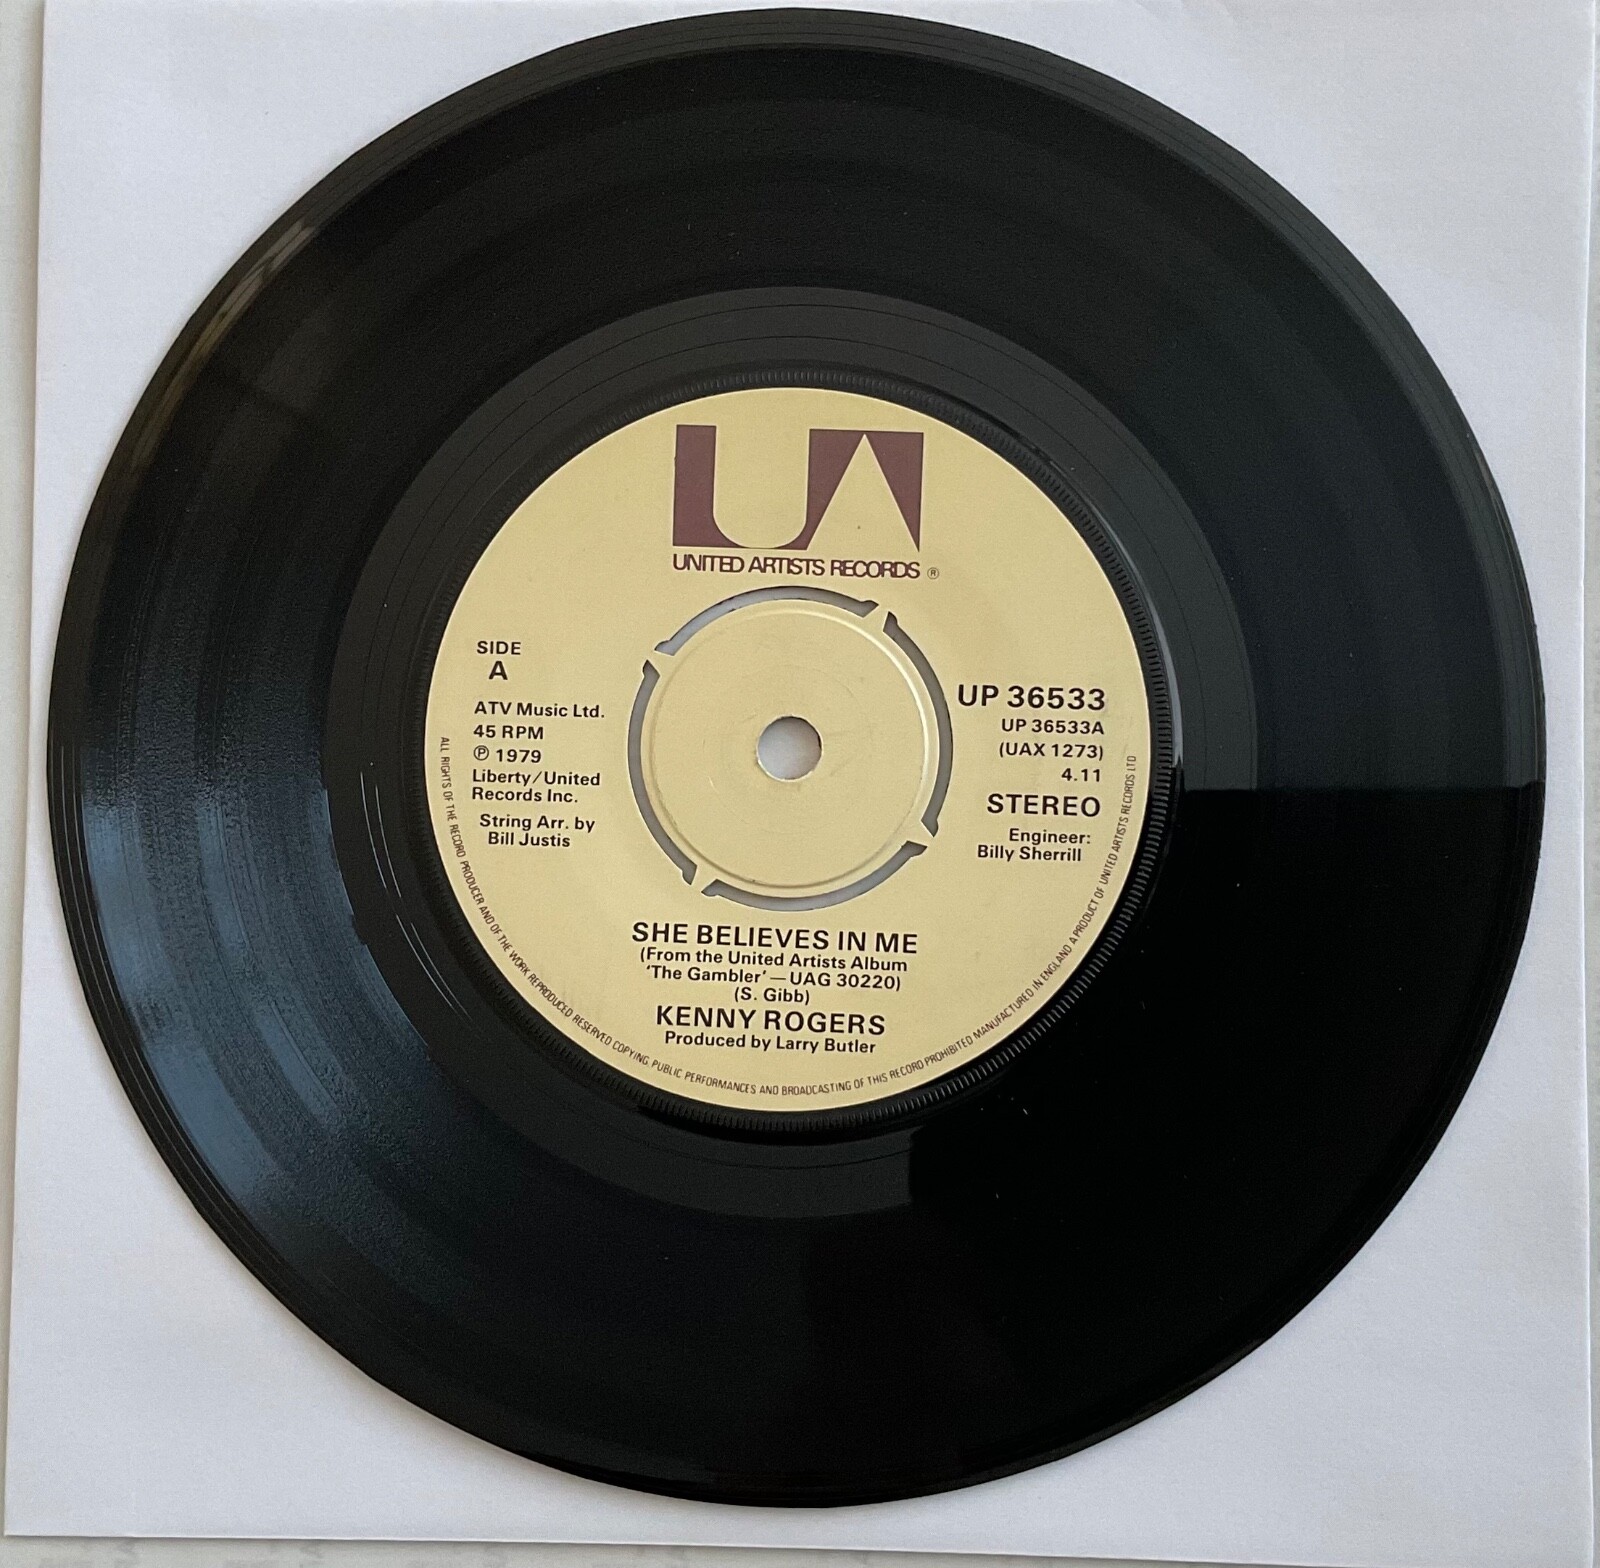 UA
UNITED ARTISTS RECORDS ®
SIDE
A
ATV Music Ltd.
45 RPM
Ⓟ 1979
Liberty/United
Records Inc.
String Arr. by
Bill Justis
UP 36533
UP 36533A
(UAX 1273)
4.11
STEREO
Engineer:
Billy Sherrill
SHE BELIEVES IN ME
(From the United Artists Album
'The Gambler' — UAG 30220)
(S. Gibb)
KENNY ROGERS
Produced by Larry Butler
ALL RIGHTS OF THE RECORD PRODUCER AND OF THE WORK REPRODUCED RESERVED COPYING, PUBLIC PERFORMANCES AND BROADCASTING OF THIS RECORD PROHIBITED MANUFACTURED IN ENGLAND A PRODUCT OF UNITED ARTISTS RECORDS LTD